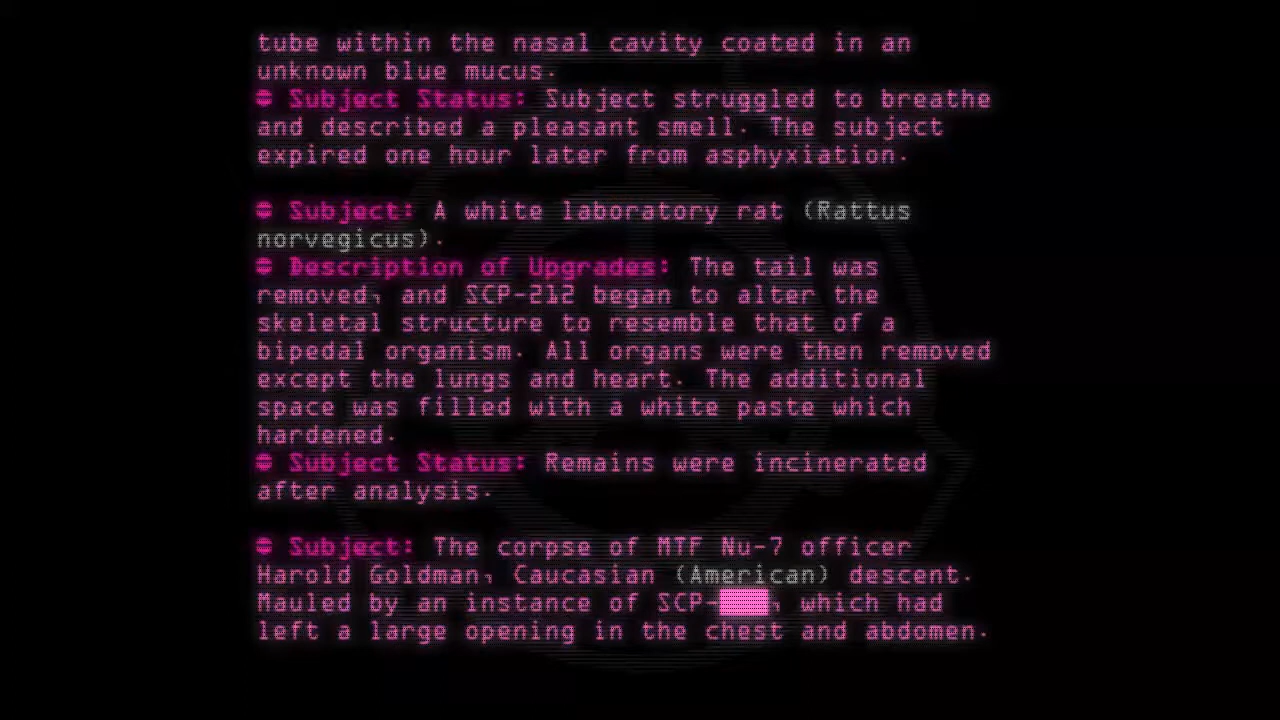 tube within the nasal cavity coated in an
unknown blue mucus.
Subject Status: Subject struggled to breathe
and described a pleasant smell. The subject
expired one hour later from asphyxiation.
Subject: A white laboratory rat (Rattus
norvegicus).
Description of Upgrades: The tail was
removed, and SCP-212 began to alter the
skeletal structure to resemble that of a
bipedal organism. All organs were then removed
except the lungs and heart. The additional
space was filled with a white paste which
hardened.
Subject Status: Remains were incinerated
after analysis.
Subject: The corpse of MTF Nu-7 officer
Harold Goldman, Caucasian (American) descent.
Mauled by an instance of SCP-███, which had
left a large opening in the chest and abdomen.